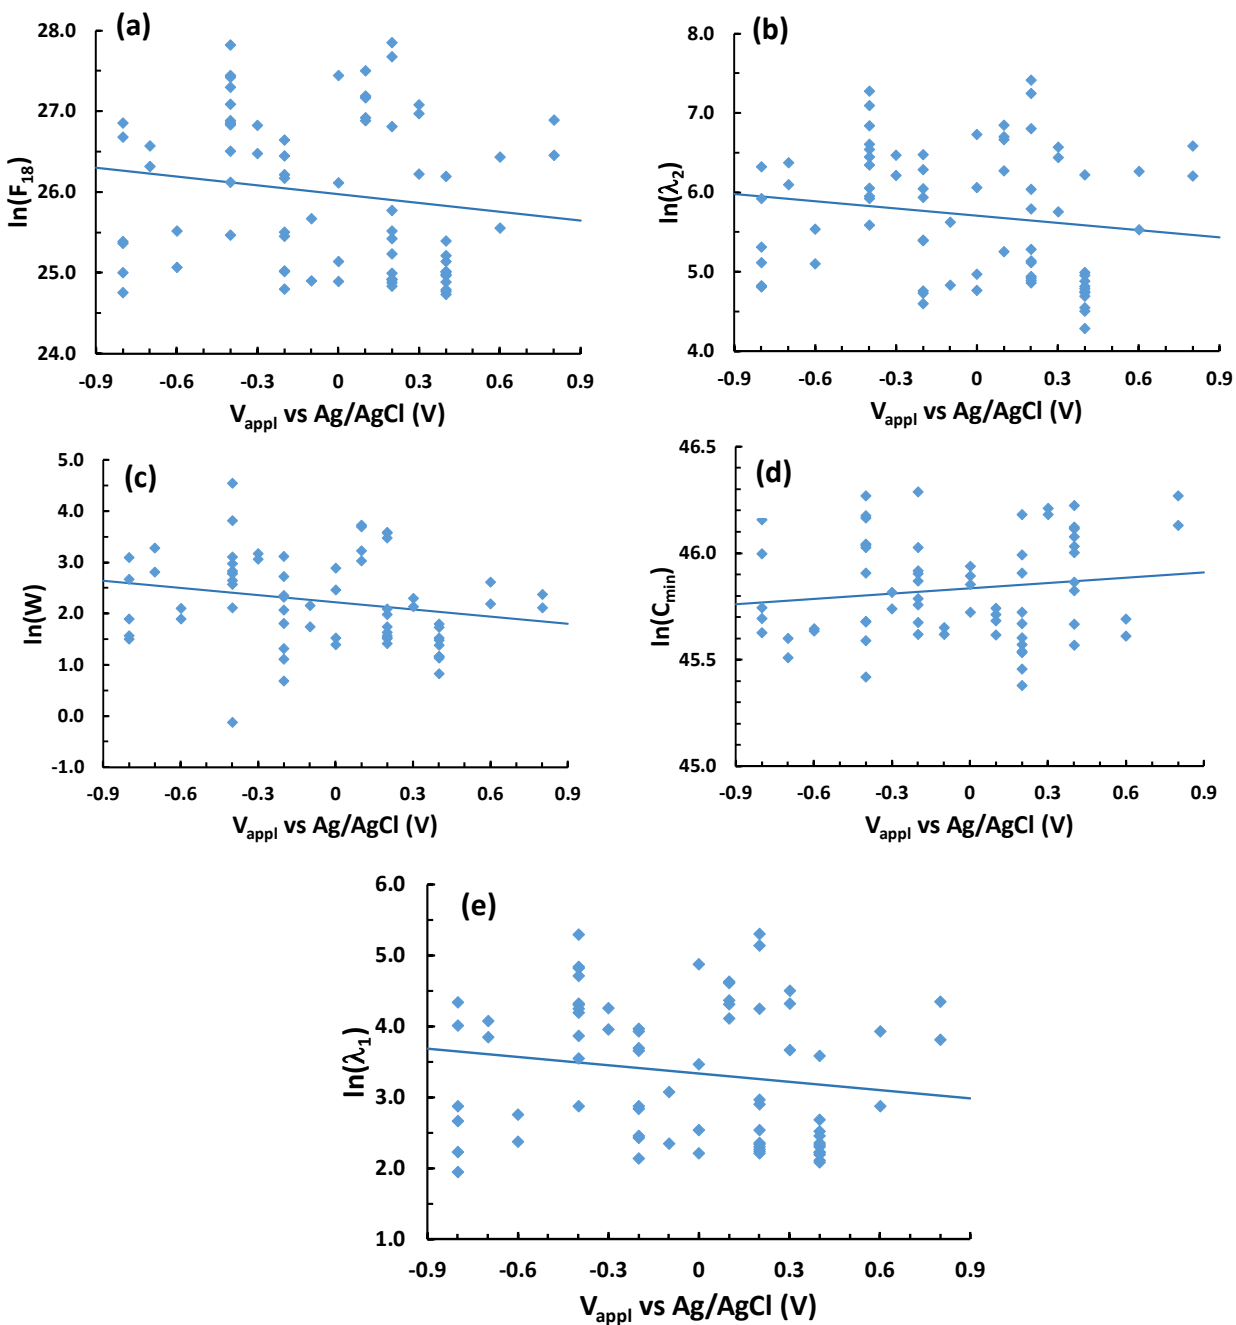 (a)
28.0
27.0
26.0
25.0
24.0
ln(F18)
-0.9 -0.6 -0.3 0 0.3 0.6 0.9
Vappl vs Ag/AgCl (V)
(b)
8.0
7.0
6.0
5.0
4.0
ln(λ2)
-0.9 -0.6 -0.3 0 0.3 0.6 0.9
Vappl vs Ag/AgCl (V)
(c)
5.0
4.0
3.0
2.0
1.0
0.0
-1.0
ln(W)
-0.9 -0.6 -0.3 0 0.3 0.6 0.9
Vappl vs Ag/AgCl (V)
(d)
46.5
46.0
45.5
45.0
ln(Cmin)
-0.9 -0.6 -0.3 0 0.3 0.6 0.9
Vappl vs Ag/AgCl (V)
(e)
6.0
5.0
4.0
3.0
2.0
1.0
ln(λ1)
-0.9 -0.6 -0.3 0 0.3 0.6 0.9
Vappl vs Ag/AgCl (V)